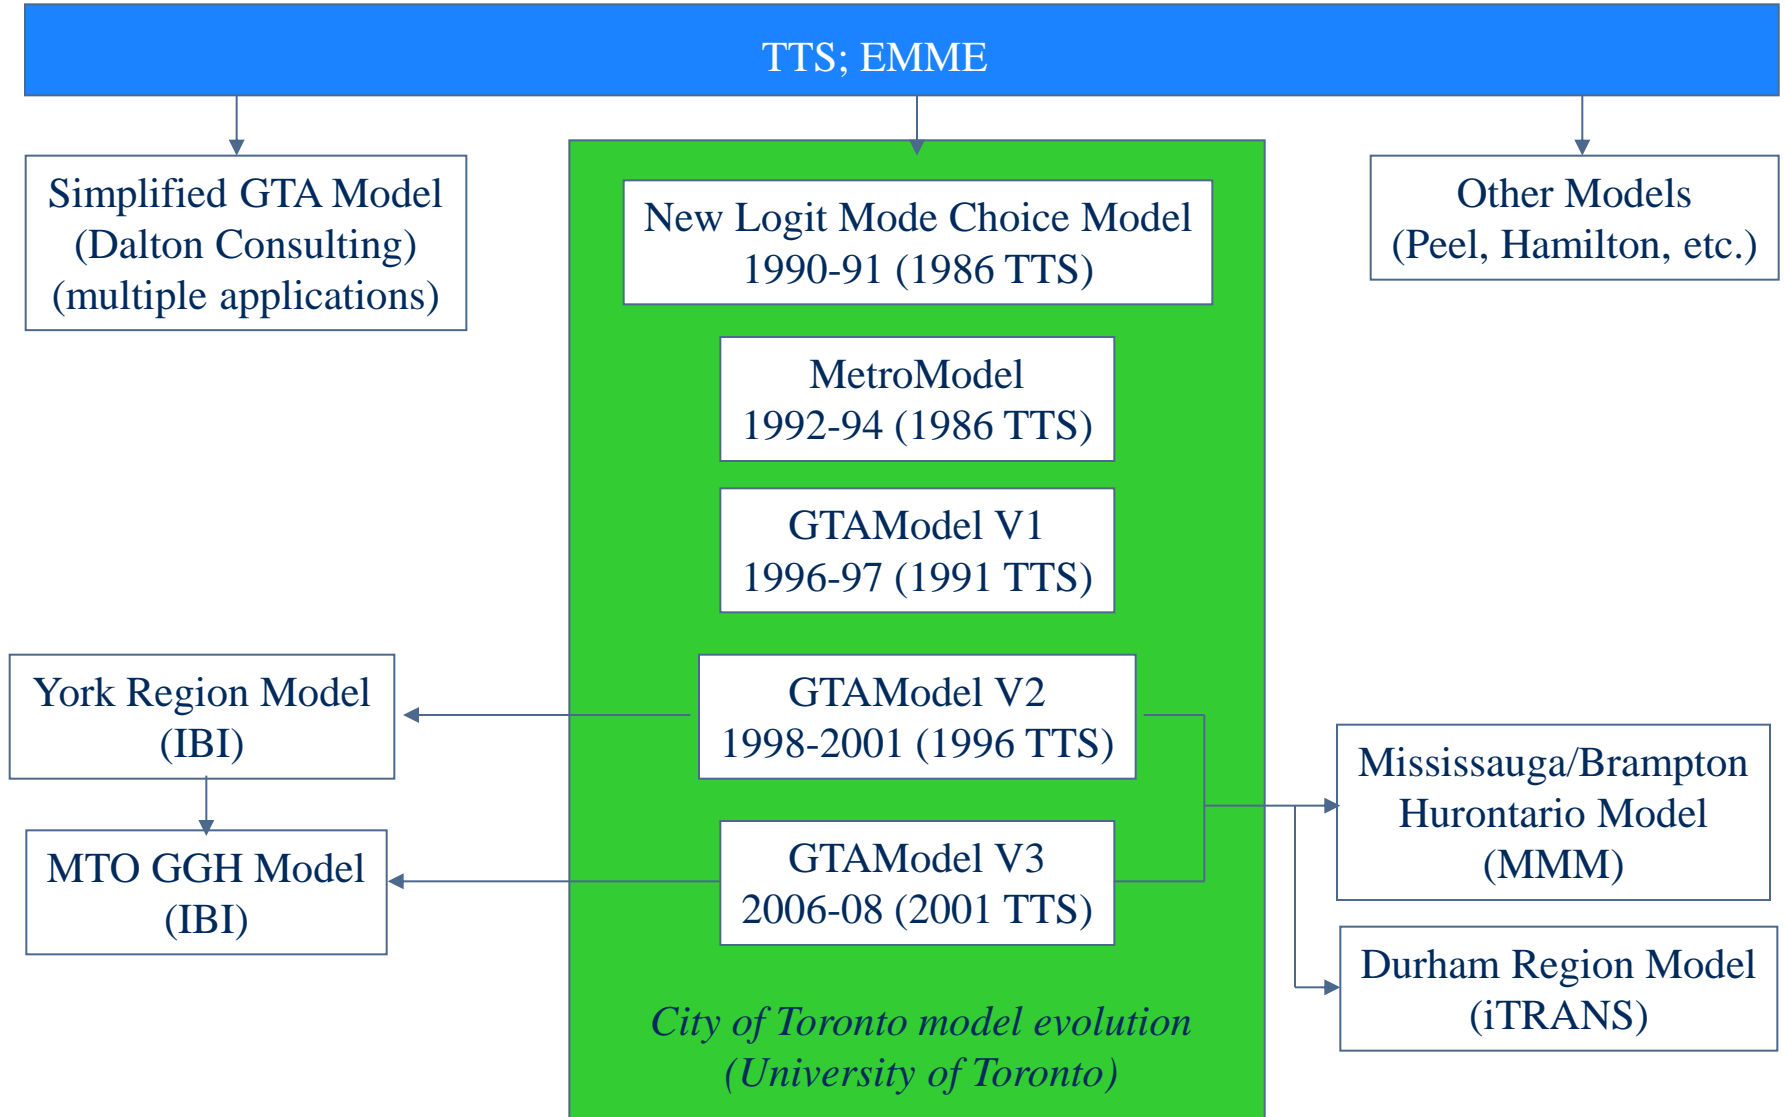 TTS; EMME
Simplified GTA Model
(Dalton Consulting)
(multiple applications)
New Logit Mode Choice Model
1990-91 (1986 TTS)
Other Models
(Peel, Hamilton, etc.)
MetroModel
1992-94 (1986 TTS)
GTAModel V1
1996-97 (1991 TTS)
York Region Model
(IBI)
GTAModel V2
1998-2001 (1996 TTS)
Mississauga/Brampton
Hurontario Model
(MMM)
MTO GGH Model
(IBI)
GTAModel V3
2006-08 (2001 TTS)
Durham Region Model
(iTRANS)
City of Toronto model evolution
(University of Toronto)